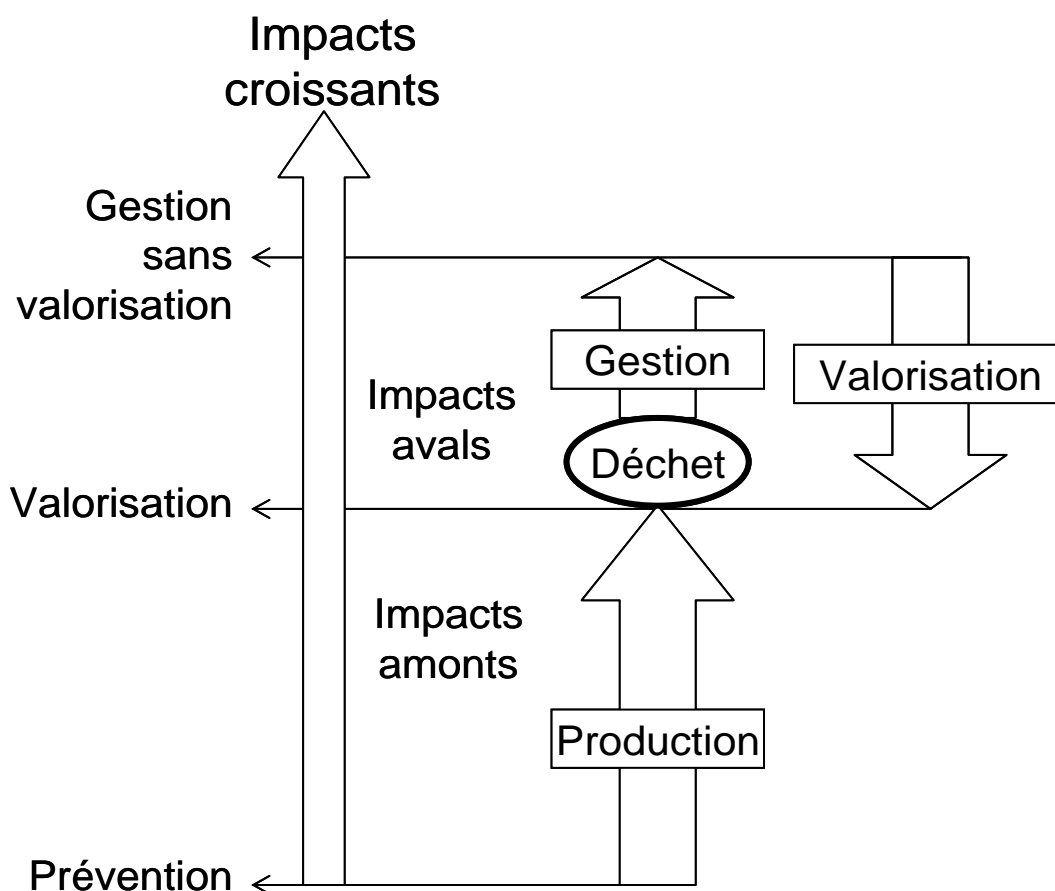 Impacts
croissants
Gestion
sans
valorisation
Gestion
Valorisation
Impacts
avals
Déchet
Valorisation
Impacts
amonts
Production
Prévention